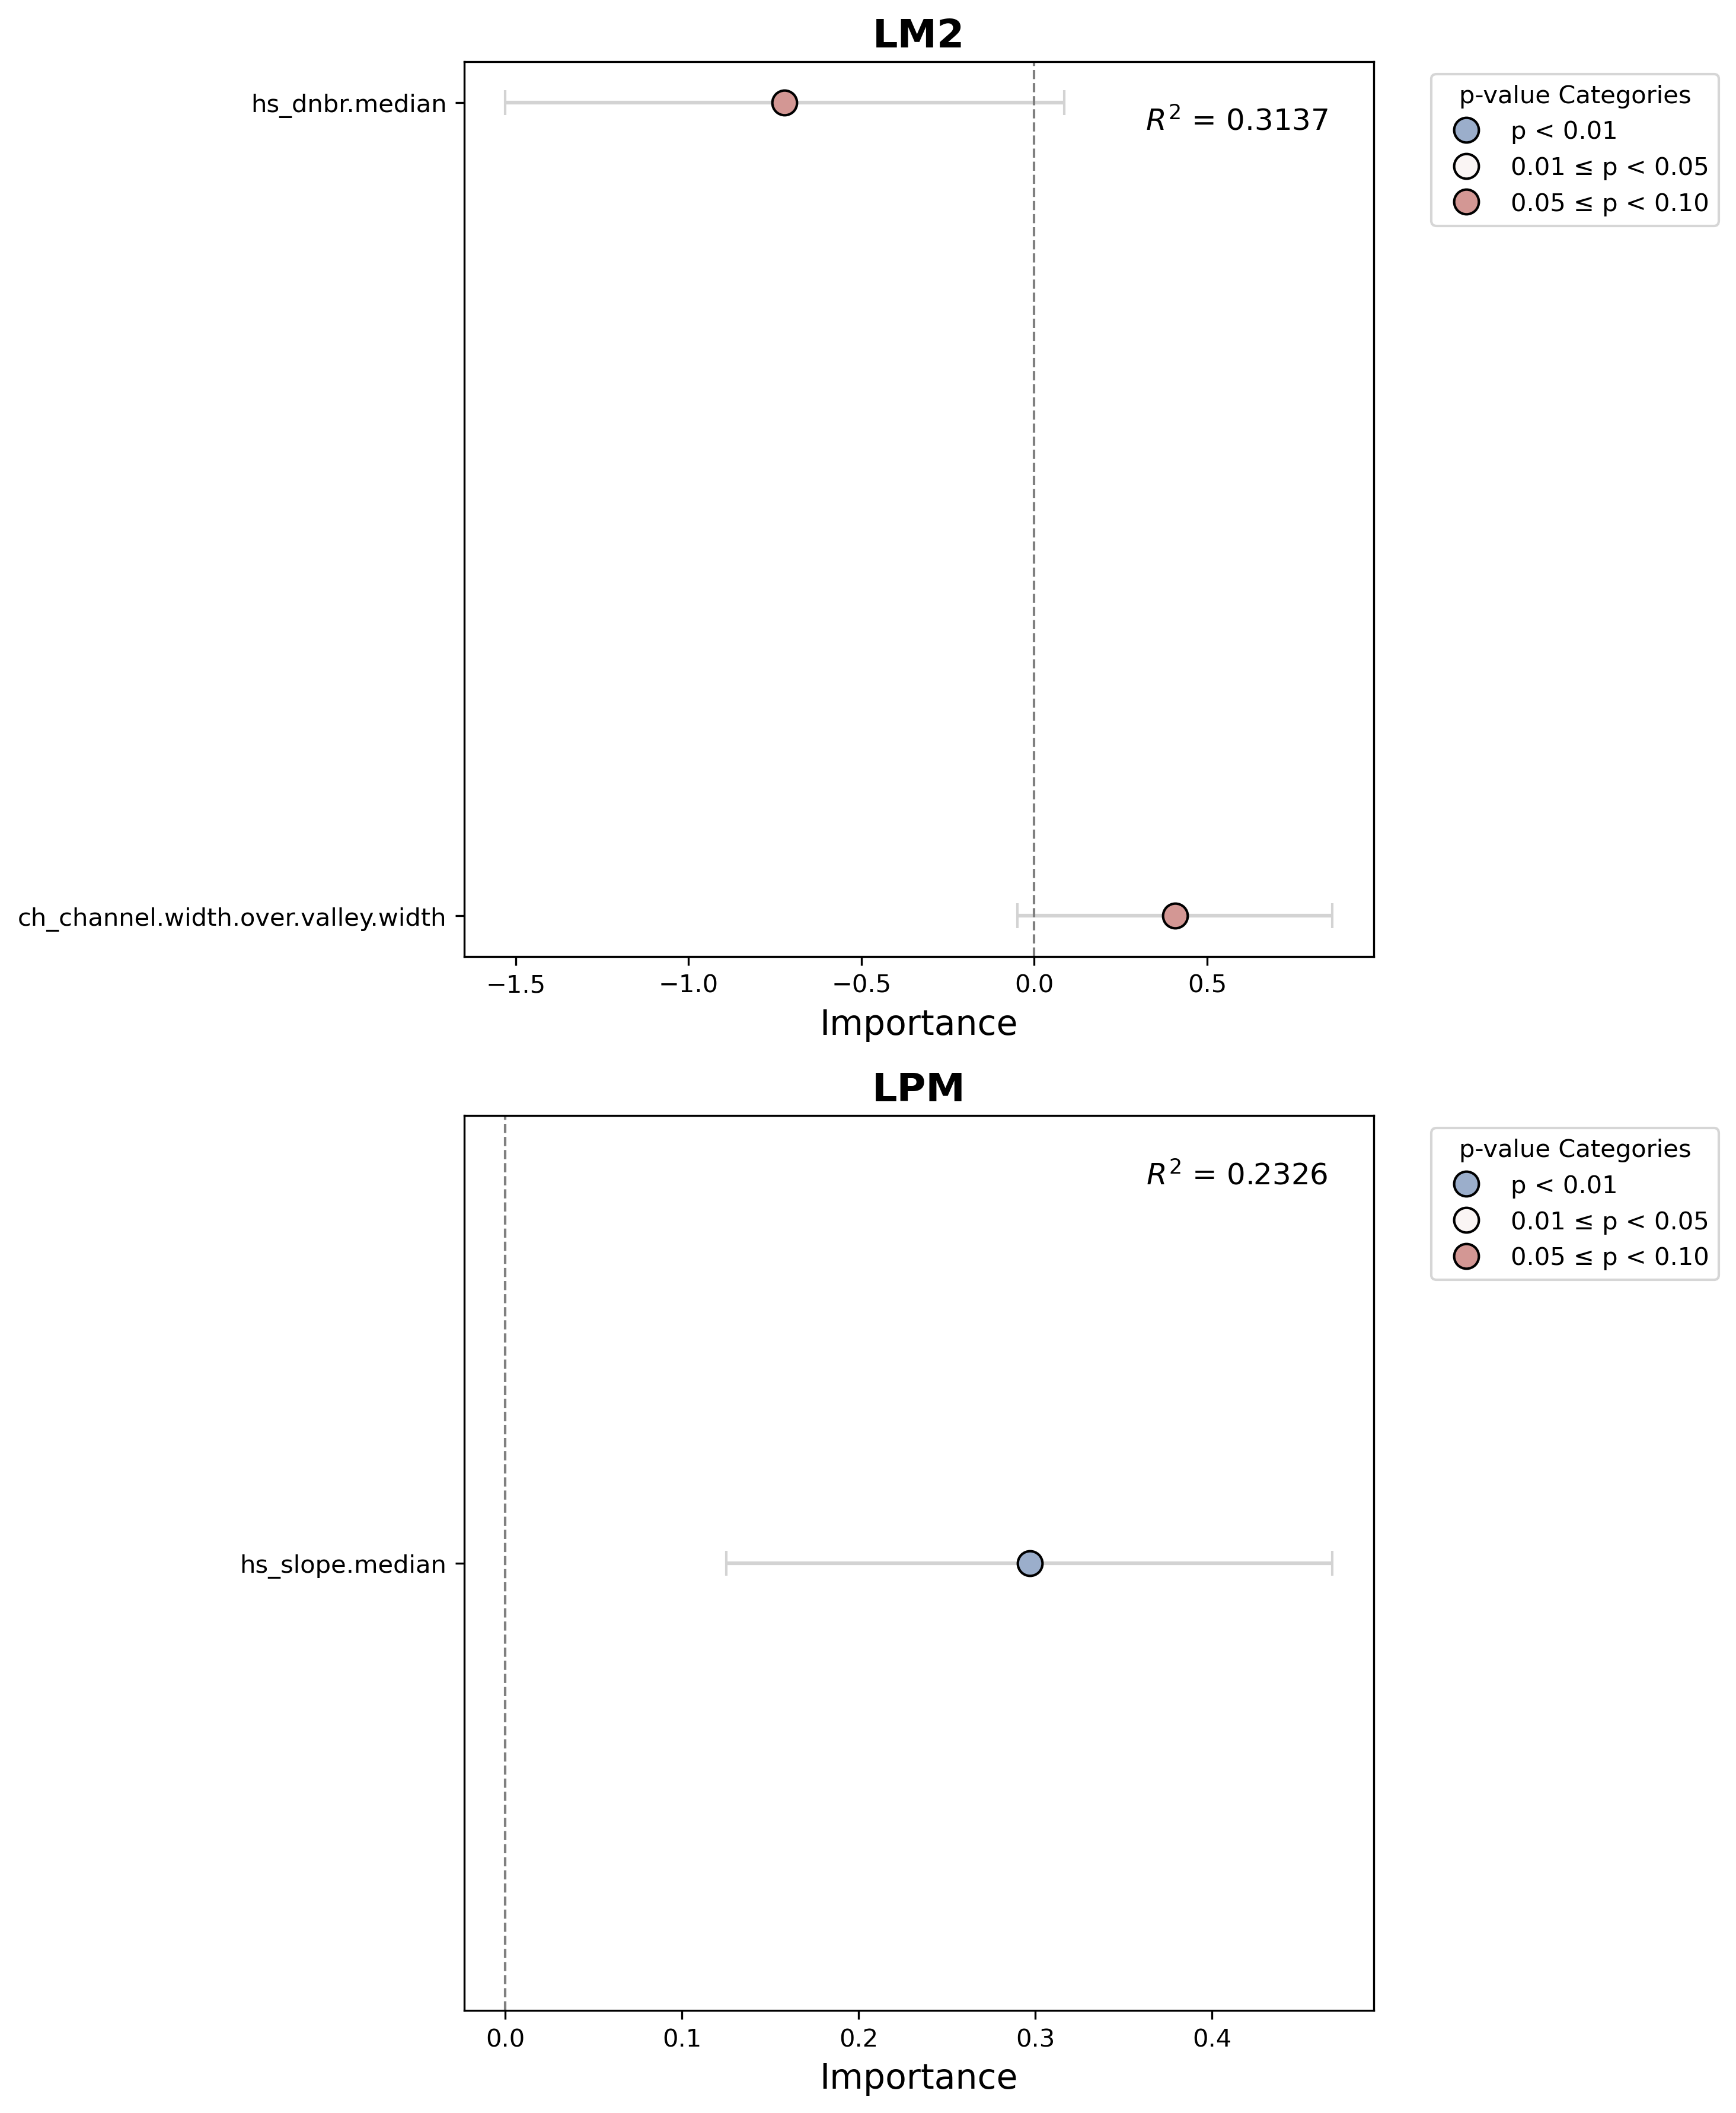 LM2
hs_dnbr.median
R² = 0.3137
p-value Categories
p < 0.01
0.01 ≤ p < 0.05
0.05 ≤ p < 0.10
ch_channel.width.over.valley.width
−1.5 −1.0 −0.5 0.0 0.5
Importance
LPM
R² = 0.2326
p-value Categories
p < 0.01
0.01 ≤ p < 0.05
0.05 ≤ p < 0.10
hs_slope.median
0.0 0.1 0.2 0.3 0.4
Importance